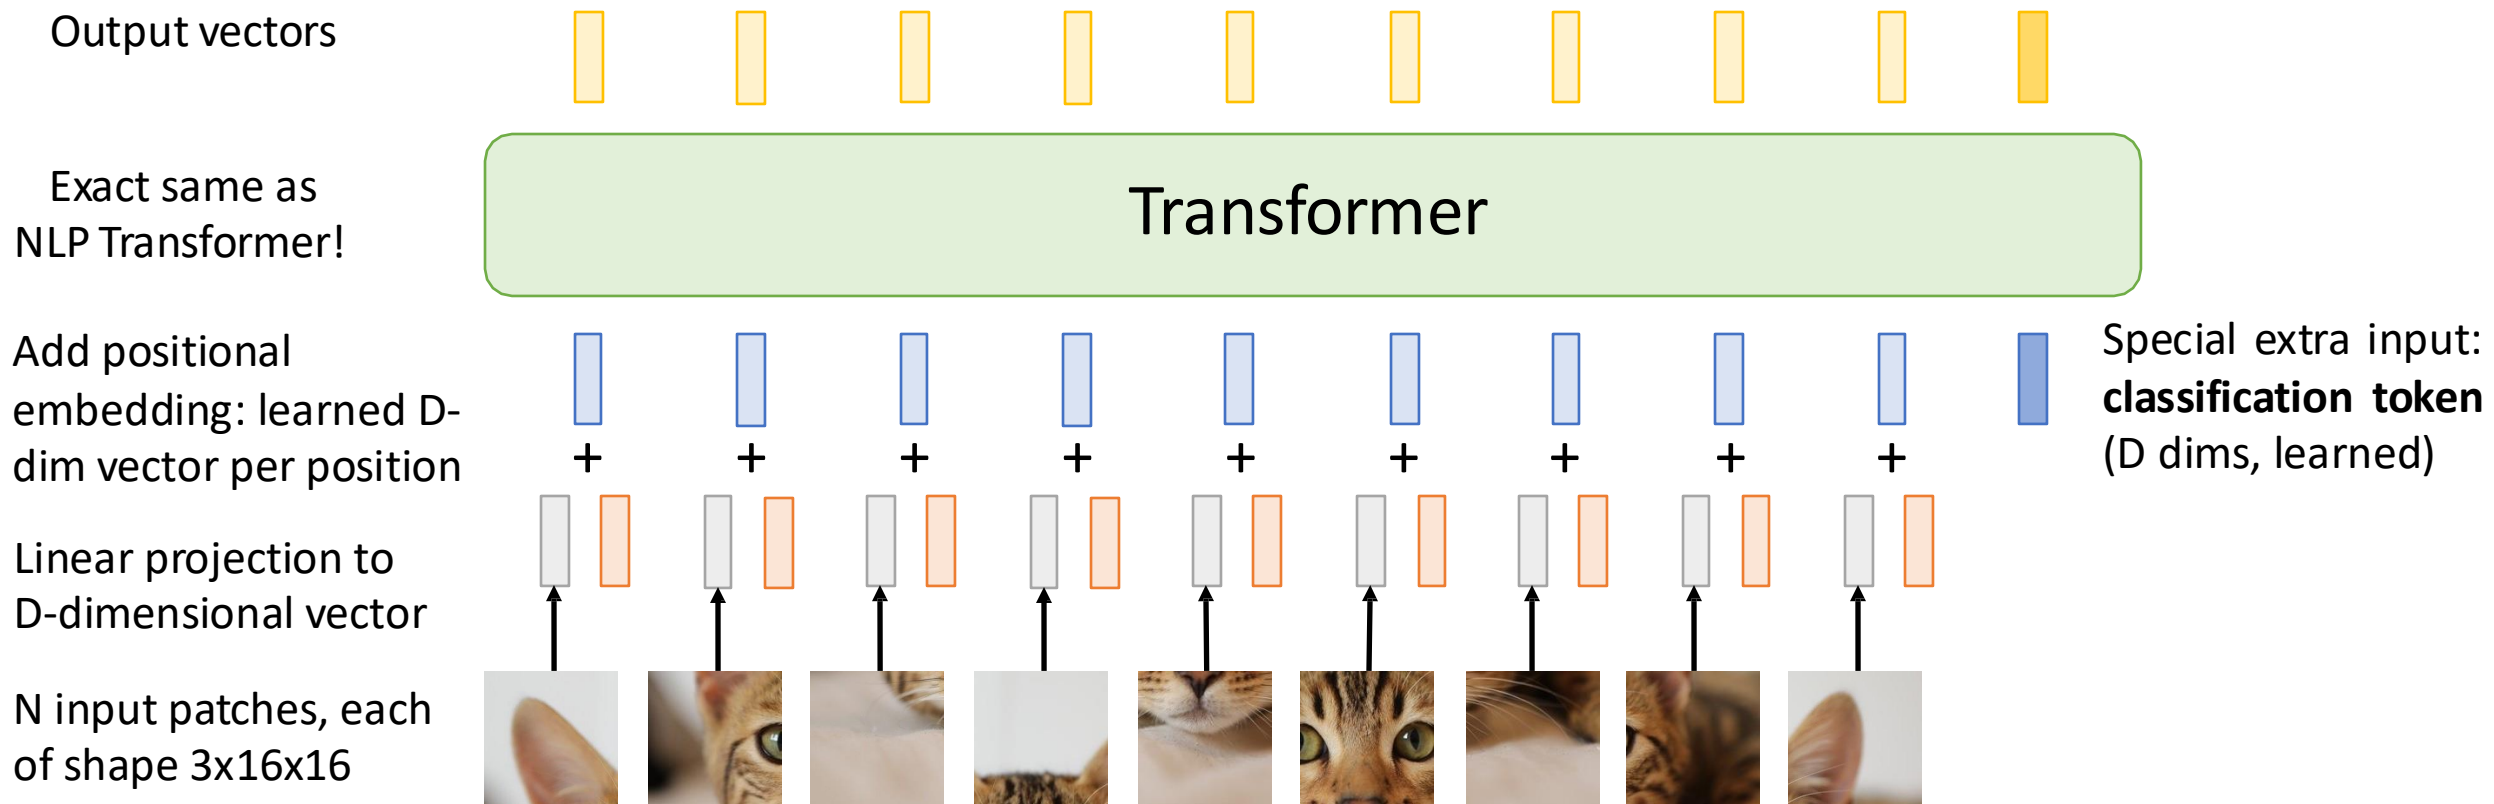 Output vectors
Exact same as
NLP Transformer!
Transformer
Add positional
embedding: learned D-
dim vector per position
Special extra input:
classification token
(D dims, learned)
+ + + + + + + + +
Linear projection to
D-dimensional vector
N input patches, each
of shape 3x16x16